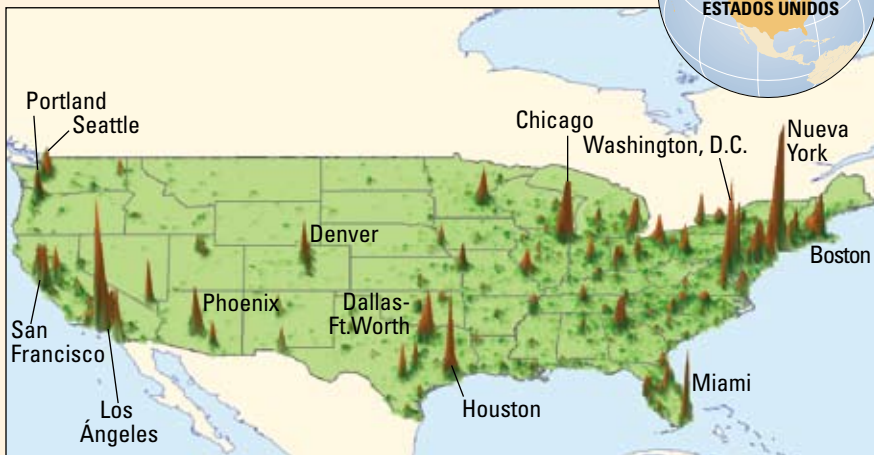 ESTADOS UNIDOS
Portland
Seattle
Chicago
Washington, D.C.
Nueva
York
Denver
Boston
Phoenix
Dallas-
Ft.Worth
San
Francisco
Miami
Los
Ángeles
Houston